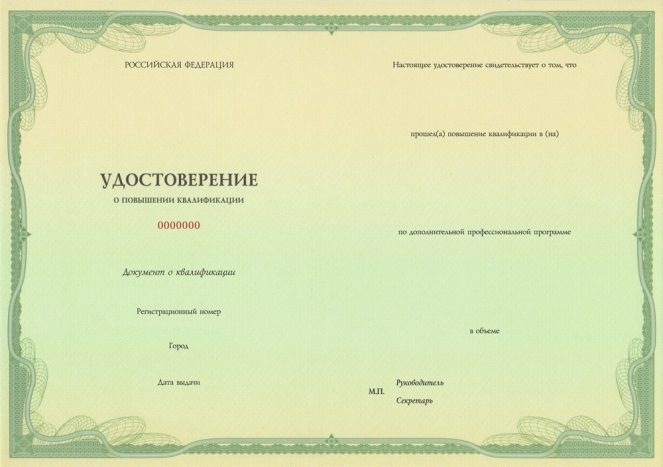 РОССИЙСКАЯ ФЕДЕРАЦИЯ
УДОСТОВЕРЕНИЕ
О ПОВЫШЕНИИ КВАЛИФИКАЦИИ
0000000
Документ о квалификации
Регистрационный номер
Город
Дата выдачи
Настоящее удостоверение свидетельствует о том, что
прошел(а) повышение квалификации в (на)
по дополнительной профессиональной программе
в объеме
М.П.
Руководитель
Секретарь